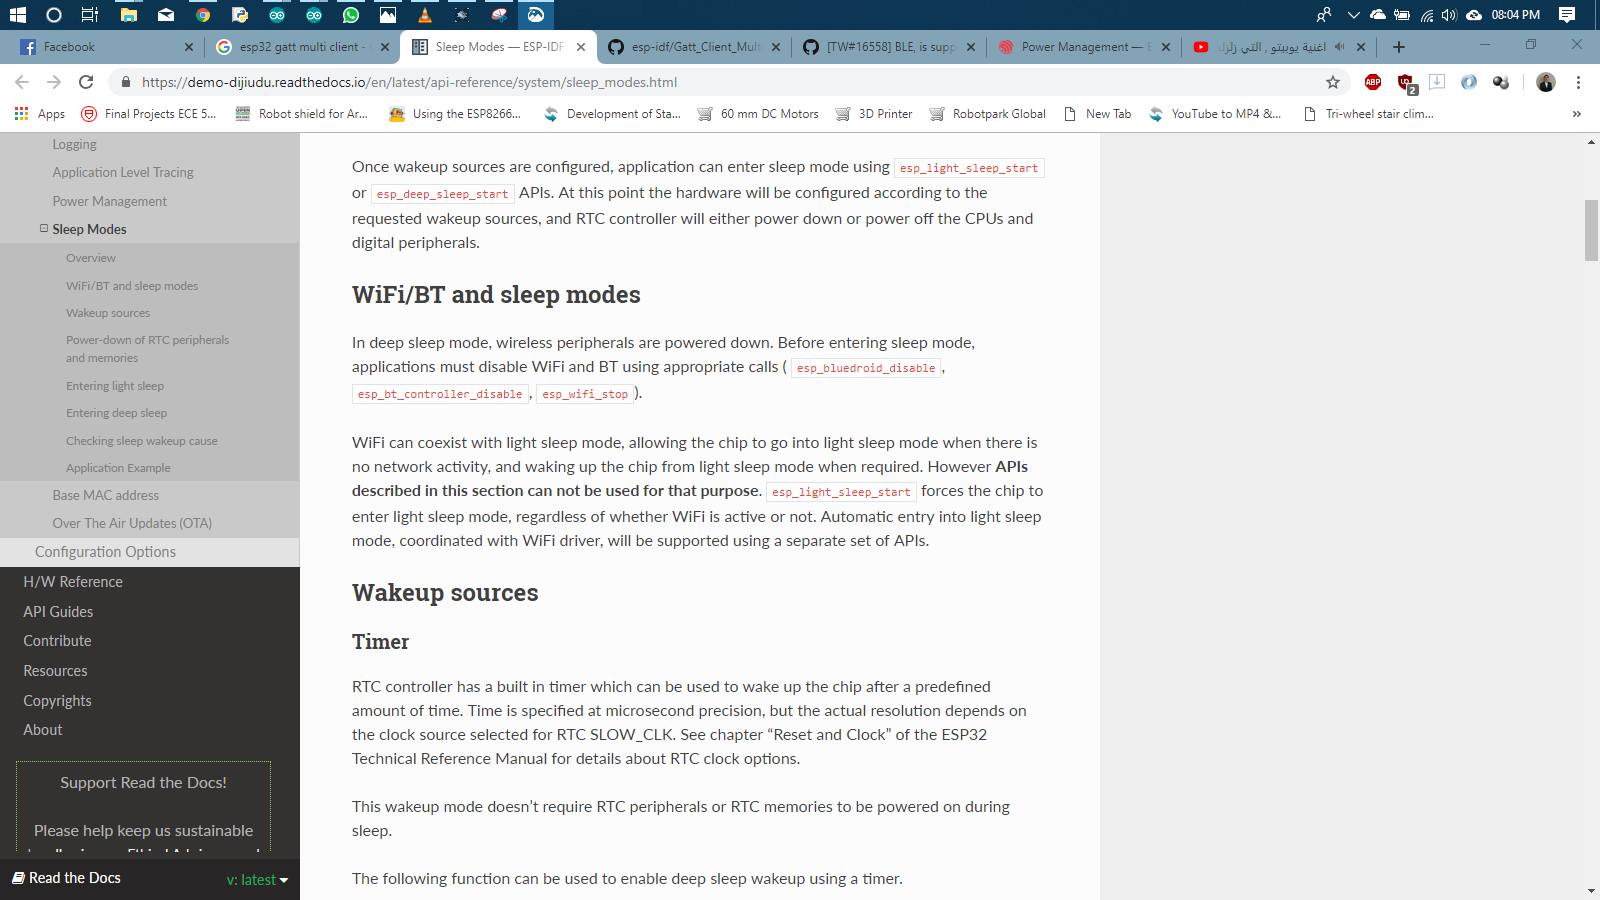 08:04 PM
Facebook
esp32 gatt multi client -
Sleep Modes — ESP-IDF
esp-idf/Gatt_Client_Mult
[TW#16558] BLE, is supp
Power Management — E
اغنية يوبيتو , التي زلزلت
https://demo-dijiudu.readthedocs.io/en/latest/api-reference/system/sleep_modes.html
ABP
2
Apps
Final Projects ECE 5...
Robot shield for Ar...
Using the ESP8266...
Development of Sta...
60 mm DC Motors
3D Printer
Robotpark Global
New Tab
YouTube to MP4 &...
Tri-wheel stair clim...
»
Logging
Application Level Tracing
Power Management
Sleep Modes
Overview
WiFi/BT and sleep modes
Wakeup sources
Power-down of RTC peripherals
and memories
Entering light sleep
Entering deep sleep
Checking sleep wakeup cause
Application Example
Base MAC address
Over The Air Updates (OTA)
Configuration Options
H/W Reference
API Guides
Contribute
Resources
Copyrights
About
Support Read the Docs!
Please help keep us sustainable
Read the Docs
v: latest
Once wakeup sources are configured, application can enter sleep mode using esp_light_sleep_start
or esp_deep_sleep_start APIs. At this point the hardware will be configured according to the
requested wakeup sources, and RTC controller will either power down or power off the CPUs and
digital peripherals.
WiFi/BT and sleep modes
In deep sleep mode, wireless peripherals are powered down. Before entering sleep mode,
applications must disable WiFi and BT using appropriate calls ( esp_bluedroid_disable ,
esp_bt_controller_disable , esp_wifi_stop ).
WiFi can coexist with light sleep mode, allowing the chip to go into light sleep mode when there is
no network activity, and waking up the chip from light sleep mode when required. However APIs
described in this section can not be used for that purpose. esp_light_sleep_start forces the chip to
enter light sleep mode, regardless of whether WiFi is active or not. Automatic entry into light sleep
mode, coordinated with WiFi driver, will be supported using a separate set of APIs.
Wakeup sources
Timer
RTC controller has a built in timer which can be used to wake up the chip after a predefined
amount of time. Time is specified at microsecond precision, but the actual resolution depends on
the clock source selected for RTC SLOW_CLK. See chapter “Reset and Clock” of the ESP32
Technical Reference Manual for details about RTC clock options.
This wakeup mode doesn’t require RTC peripherals or RTC memories to be powered on during
sleep.
The following function can be used to enable deep sleep wakeup using a timer.